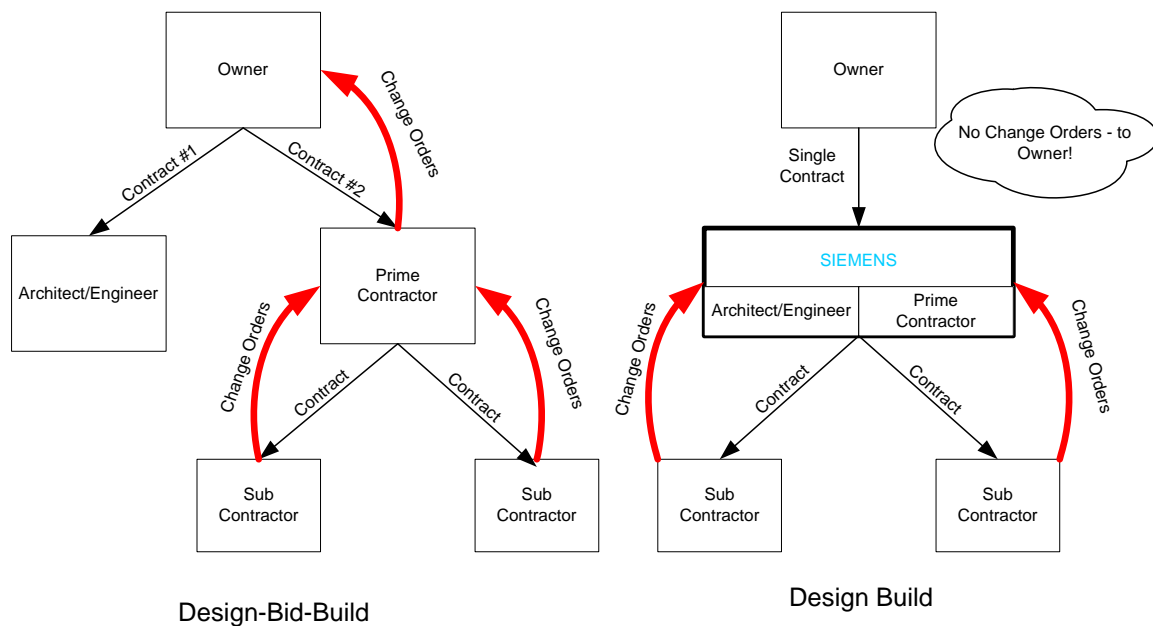 Owner
Change Orders
Contract #1
Contract #2
Architect/Engineer
Prime
Contractor
Change Orders
Change Orders
Contract
Contract
Sub
Contractor
Sub
Contractor
Design-Bid-Build
Owner
No Change Orders - to
Owner!
Single
Contract
SIEMENS
Architect/Engineer
Prime
Contractor
Change Orders
Change Orders
Contract
Contract
Sub
Contractor
Sub
Contractor
Design Build